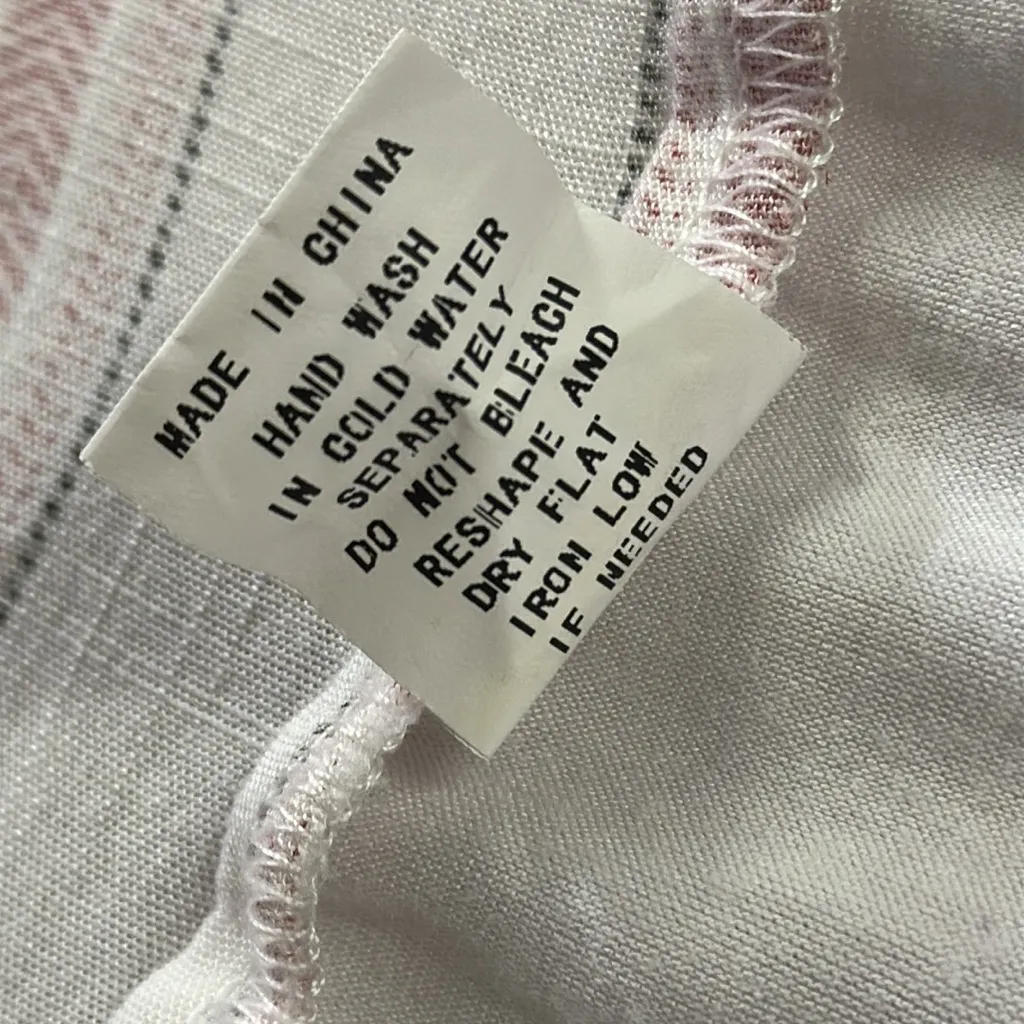 MADE IN CHINA
HAND WASH
IN COLD WATER
SEPARATELY
DO NOT BLEACH
RESHAPE AND
DRY FLAT
IRON LOW
IF NEEDED